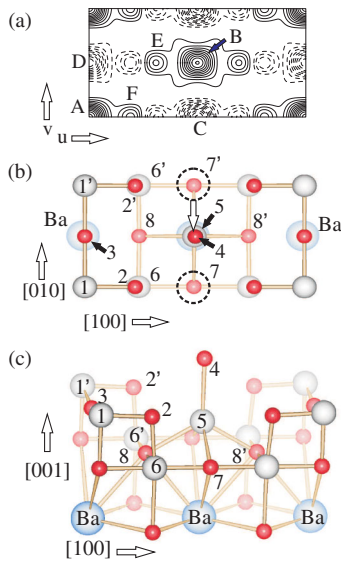 (a)
E B
D
F
A
v
u
C
(b)
6' 7'
1'
2' 5
Ba 8 8' Ba
3 4
[010]
2 6 7
1
[100]
(c)
4
1' 2'
3
1 2 5
6'
[001] 8 8'
6 7
Ba Ba Ba
[100]